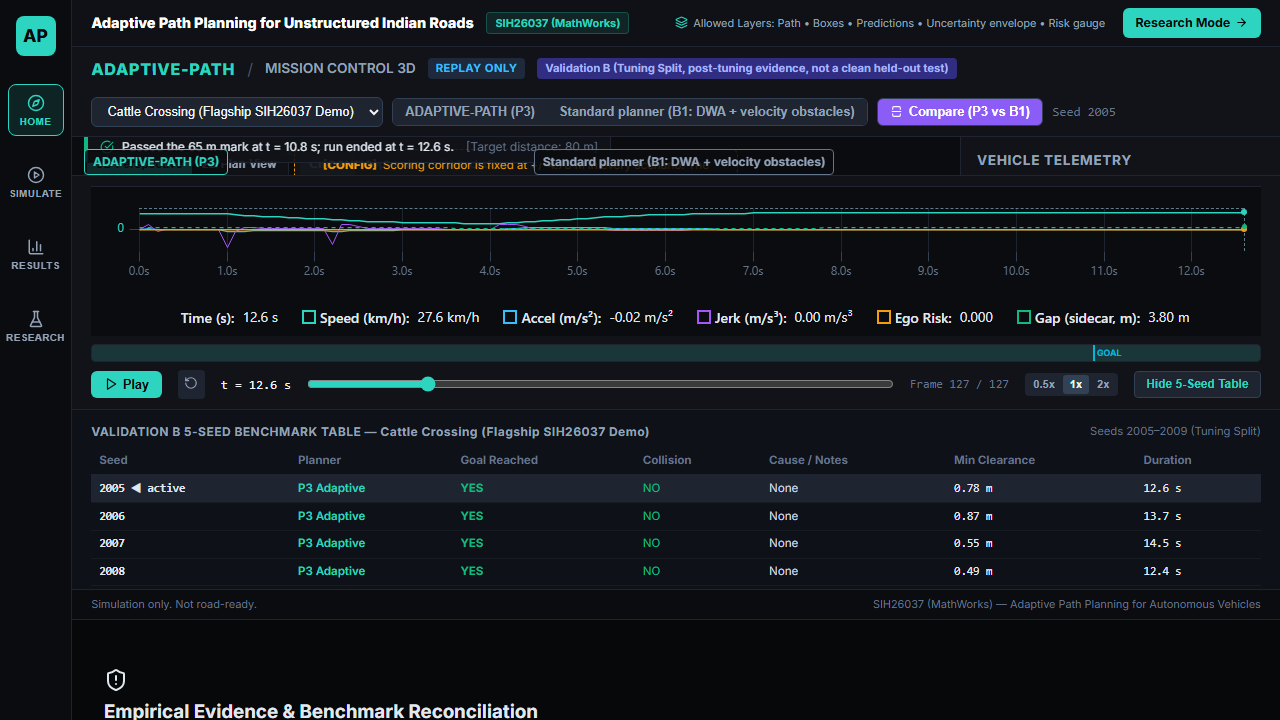 AP
HOME
SIMULATE
RESULTS
RESEARCH
Adaptive Path Planning for Unstructured Indian Roads
SIH26037 (MathWorks)
Allowed Layers: Path • Boxes • Predictions • Uncertainty envelope • Risk gauge
Research Mode →
ADAPTIVE-PATH / MISSION CONTROL 3D
REPLAY ONLY
Validation B (Tuning Split, post-tuning evidence, not a clean held-out test)
Cattle Crossing (Flagship SIH26037 Demo)
ADAPTIVE-PATH (P3)
Standard planner (B1: DWA + velocity obstacles)
Compare (P3 vs B1)
Seed 2005
Passed the 65 m mark at t = 10.8 s; run ended at t = 12.6 s. [Target distance: 80 m]
ADAPTIVE-PATH (P3)
View
[CONFIG] Scoring corridor is fixed at
Standard planner (B1: DWA + velocity obstacles)
VEHICLE TELEMETRY
0
0.0s 1.0s 2.0s 3.0s 4.0s 5.0s 6.0s 7.0s 8.0s 9.0s 10.0s 11.0s 12.0s
Time (s): 12.6 s Speed (km/h): 27.6 km/h Accel (m/s²): -0.02 m/s² Jerk (m/s³): 0.00 m/s³ Ego Risk: 0.000 Gap (sidecar, m): 3.80 m
GOAL
Play
t = 12.6 s
Frame 127 / 127
0.5x 1x 2x
Hide 5-Seed Table
VALIDATION B 5-SEED BENCHMARK TABLE — Cattle Crossing (Flagship SIH26037 Demo)
Seeds 2005–2009 (Tuning Split)
Seed Planner Goal Reached Collision Cause / Notes Min Clearance Duration
2005 ◀ active P3 Adaptive YES NO None 0.78 m 12.6 s
2006 P3 Adaptive YES NO None 0.87 m 13.7 s
2007 P3 Adaptive YES NO None 0.55 m 14.5 s
2008 P3 Adaptive YES NO None 0.49 m 12.4 s
Simulation only. Not road-ready.
SIH26037 (MathWorks) — Adaptive Path Planning for Autonomous Vehicles
Empirical Evidence & Benchmark Reconciliation